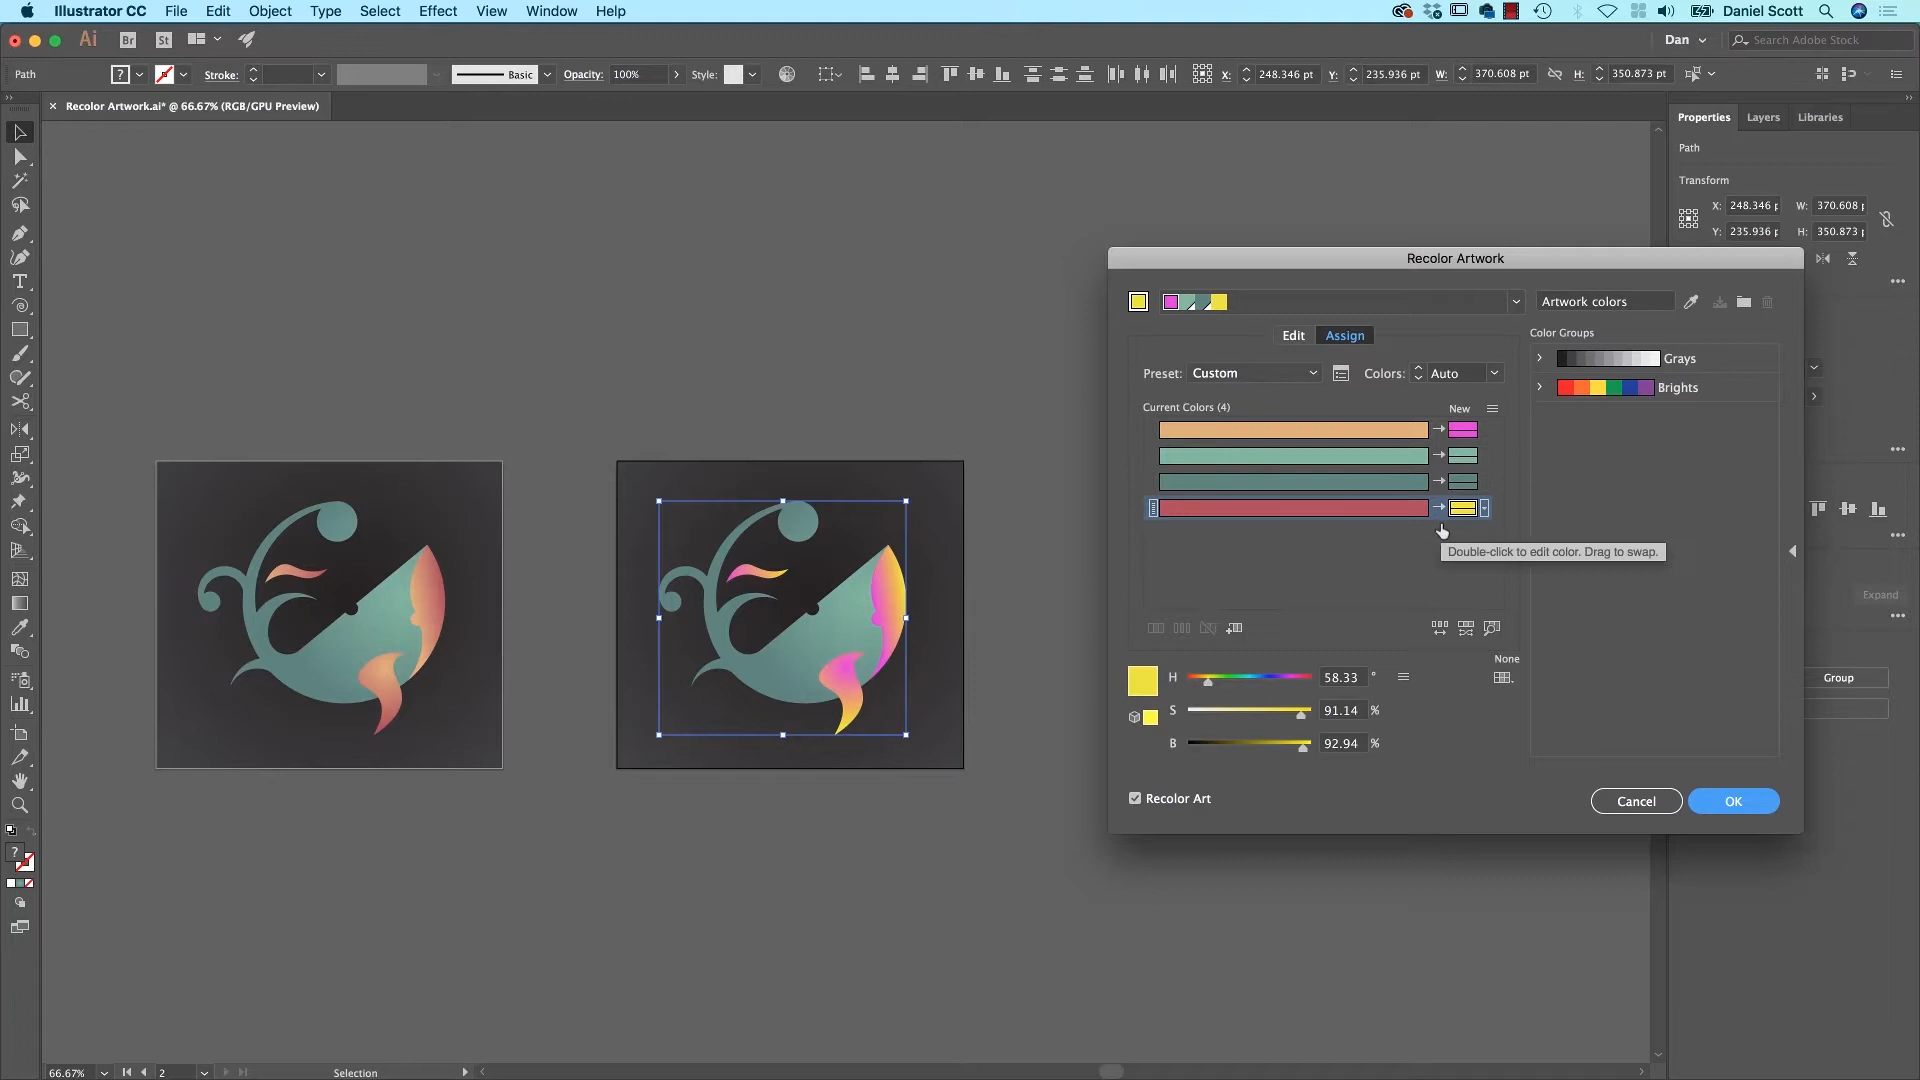 Illustrator CC File Edit Object Type Select Effect View Window Help Daniel Scott
Ai Br St Dan Search Adobe Stock
Path ? Stroke: Basic Opacity: 100% Style: X: 248.346 pt Y: 235.936 pt W: 370.608 pt H: 350.873 pt
× Recolor Artwork.ai* @ 66.67% (RGB/GPU Preview)
Properties Layers Libraries
Path
Transform
X: 248.346 p W: 370.608 p
Y: 235.936 p H: 350.873 p
Recolor Artwork
Artwork colors
Edit Assign
Color Groups
Preset: Custom Colors: Auto
Grays
Brights
Current Colors (4) New
Double-click to edit color. Drag to swap.
Expand
None
H 58.33 °
S 91.14 %
B 92.94 %
Group
Recolor Art
Cancel OK
?
66.67% 2 Selection